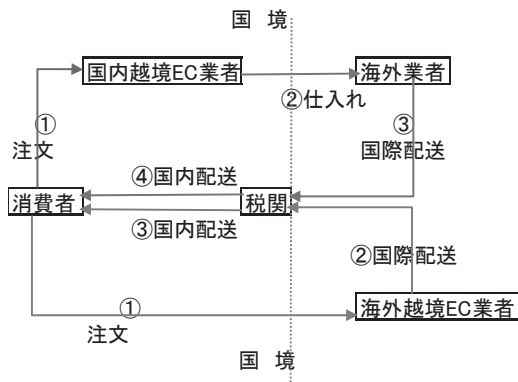 国 境
国内越境EC業者
海外業者
②仕入れ
①
注文
③
国際配送
④国内配送
消費者
税関
③国内配送
②国際配送
①
注文
海外越境EC業者
国 境